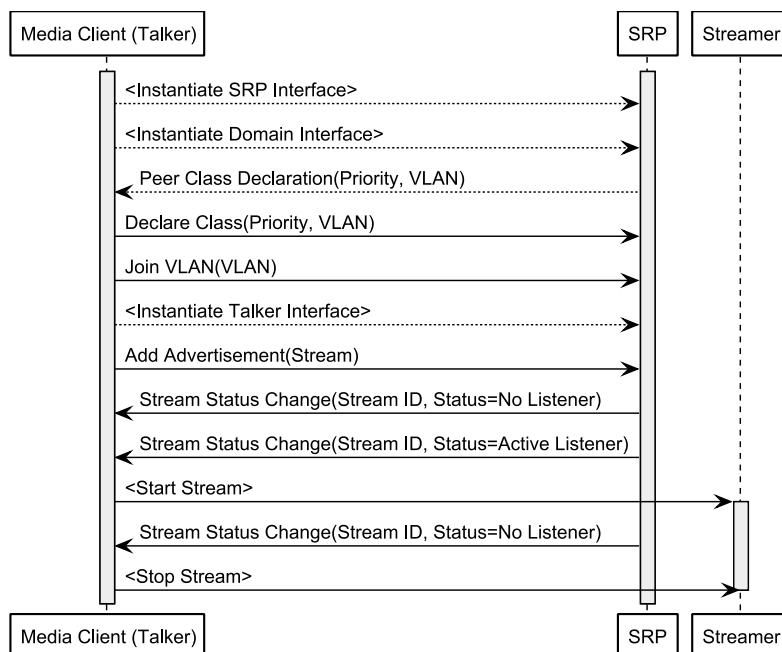 Media Client (Talker) SRP Streamer
<Instantiate SRP Interface>
<Instantiate Domain Interface>
Peer Class Declaration(Priority, VLAN)
Declare Class(Priority, VLAN)
Join VLAN(VLAN)
<Instantiate Talker Interface>
Add Advertisement(Stream)
Stream Status Change(Stream ID, Status=No Listener)
Stream Status Change(Stream ID, Status=Active Listener)
<Start Stream>
Stream Status Change(Stream ID, Status=No Listener)
<Stop Stream>
Media Client (Talker) SRP Streamer